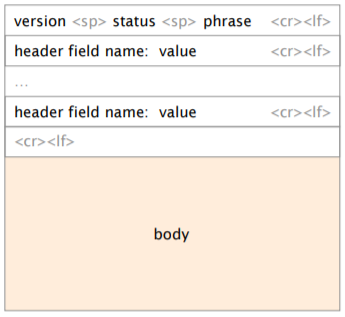 version <sp> status <sp> phrase <cr><lf>
header field name: value <cr><lf>
...
header field name: value <cr><lf>
<cr><lf>
body